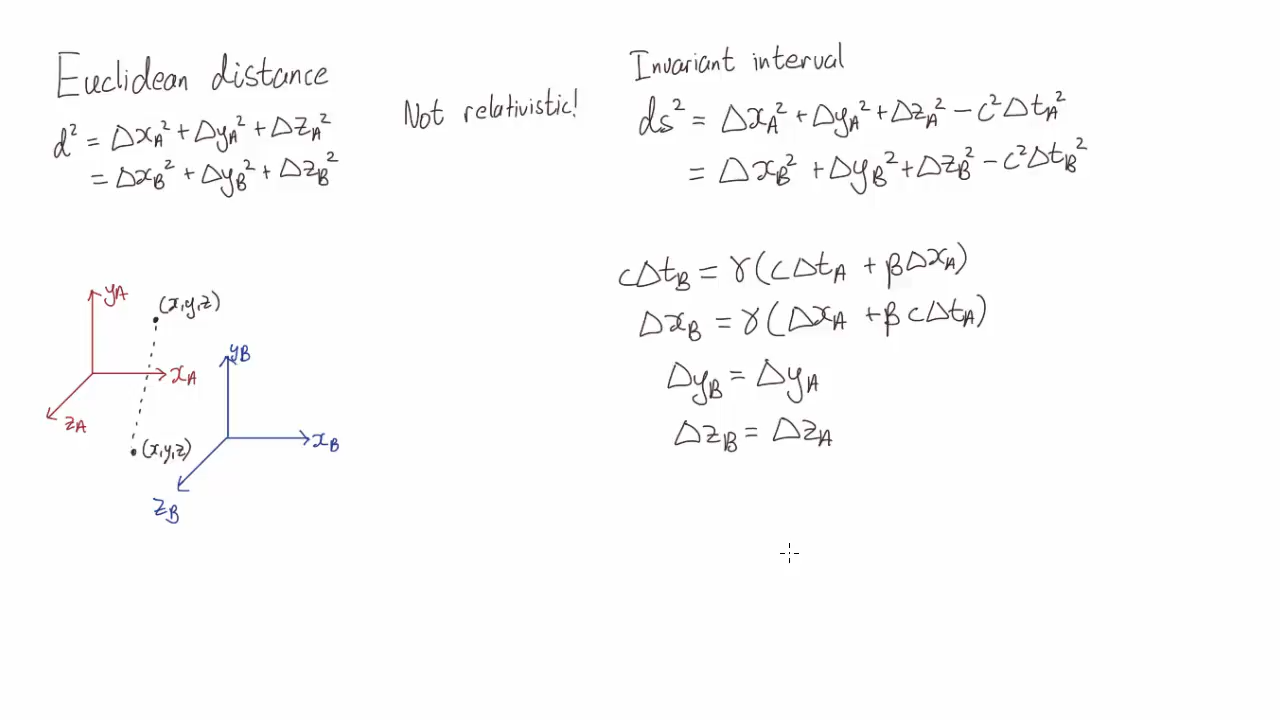 Euclidean distance
d² = Δx_A² + Δy_A² + Δz_A²
= Δx_B² + Δy_B² + Δz_B²
Not relativistic!
Invariant interval
ds² = Δx_A² + Δy_A² + Δz_A² − c²Δt_A²
= Δx_B² + Δy_B² + Δz_B² − c²Δt_B²
cΔt_B = γ(cΔt_A + βΔx_A)
Δx_B = γ(Δx_A + βcΔt_A)
Δy_B = Δy_A
Δz_B = Δz_A
y_A
(x,y,z)
x_A
z_A
(x,y,z)
y_B
x_B
z_B